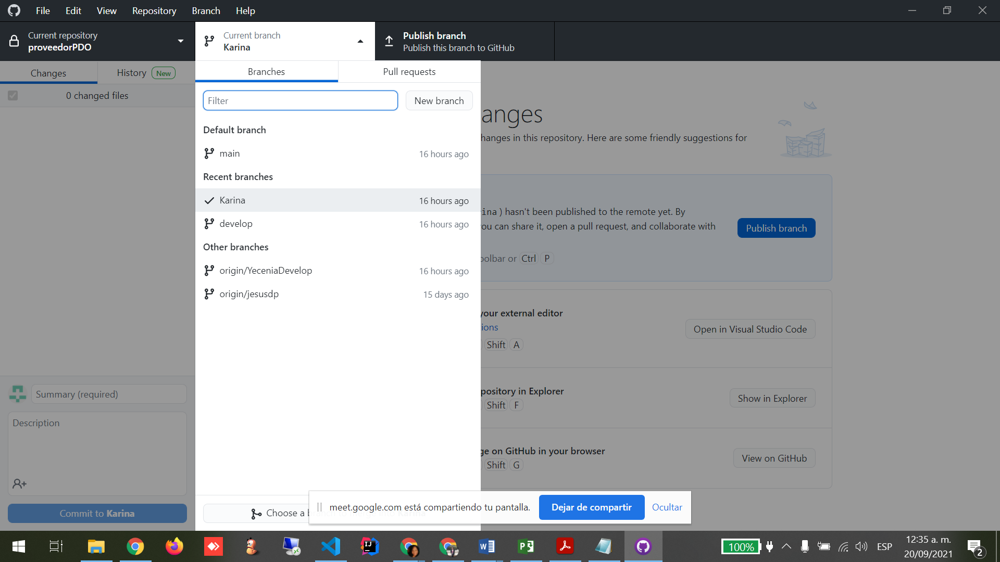 File Edit View Repository Branch Help
Current repository
proveedorPDO
Current branch
Karina
Publish branch
Publish this branch to GitHub
Changes
History New
0 changed files
Branches
Pull requests
Filter
New branch
Default branch
main 16 hours ago
Recent branches
Karina 16 hours ago
develop 16 hours ago
Other branches
origin/YeceniaDevelop 16 hours ago
origin/jesusdp 15 days ago
Choose a
anges
hanges in this repository. Here are some friendly suggestions for
ina ) hasn't been published to the remote yet. By
ou can share it, open a pull request, and collaborate with
Publish branch
oolbar or Ctrl P
your external editor
ions
Shift A
Open in Visual Studio Code
pository in Explorer
Shift F
Show in Explorer
ge on GitHub in your browser
Shift G
View on GitHub
Summary (required)
Description
Commit to Karina
meet.google.com está compartiendo tu pantalla.
Dejar de compartir
Ocultar
100%
ESP
12:35 a. m.
20/09/2021
2